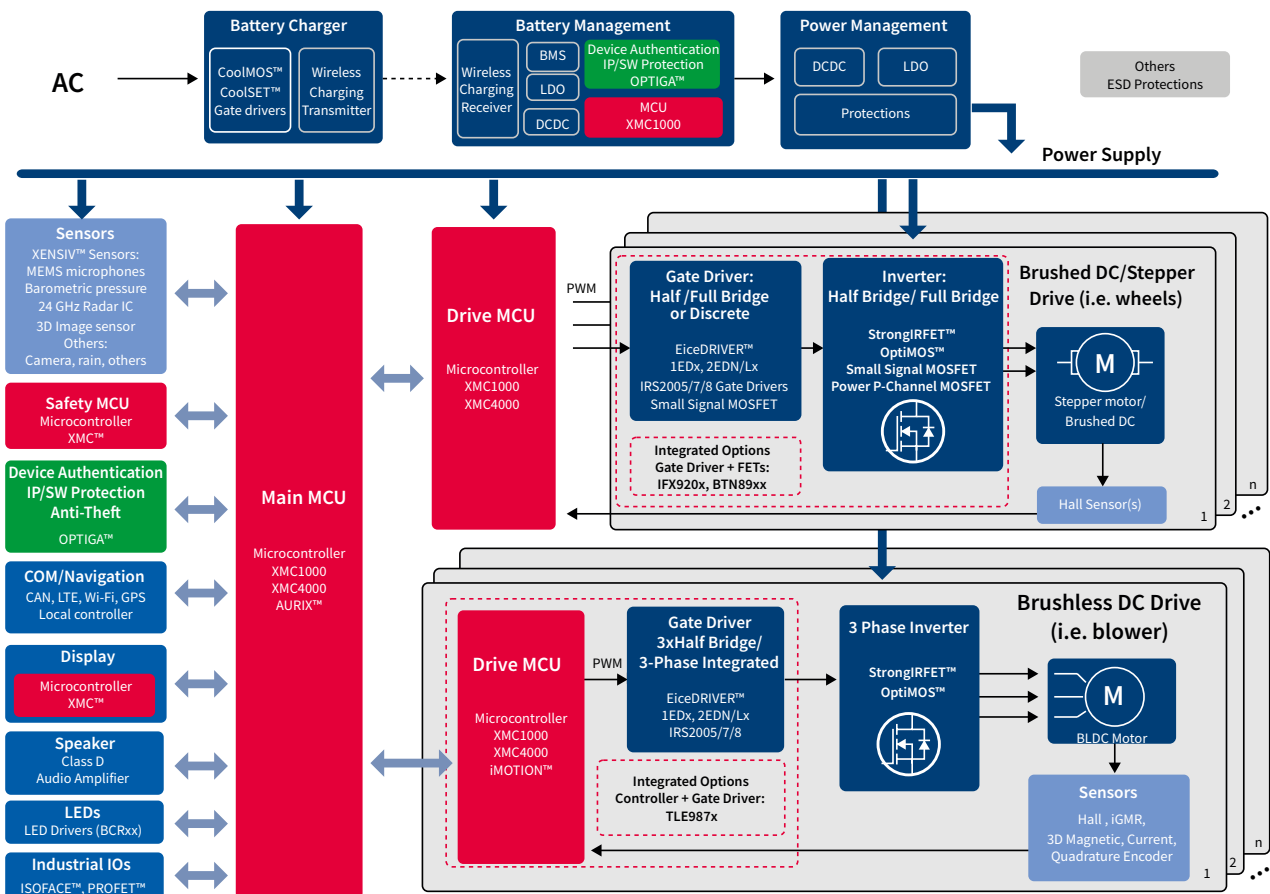 AC
Battery Charger
CoolMOS™
CoolSET™
Gate drivers
Wireless
Charging
Transmitter
Battery Management
Wireless
Charging
Receiver
BMS
LDO
DCDC
Device Authentication
IP/SW Protection
OPTIGA™
MCU
XMC1000
Power Management
DCDC
LDO
Protections
Others
ESD Protections
Power Supply
Sensors
XENSIV™ Sensors:
MEMS microphones
Barometric pressure
24 GHz Radar IC
3D Image sensor
Others:
Camera, rain, others
Safety MCU
Microcontroller
XMC™
Device Authentication
IP/SW Protection
Anti-Theft
OPTIGA™
COM/Navigation
CAN, LTE, Wi-Fi, GPS
Local controller
Display
Microcontroller
XMC™
Speaker
Class D
Audio Amplifier
LEDs
LED Drivers (BCRxx)
Industrial IOs
ISOFACE™, PROFET™
Main MCU
Microcontroller
XMC1000
XMC4000
AURIX™
Drive MCU
Microcontroller
XMC1000
XMC4000
PWM
Gate Driver:
Half /Full Bridge
or Discrete
EiceDRIVER™
1EDx, 2EDN/Lx
IRS2005/7/8 Gate Drivers
Small Signal MOSFET
Integrated Options
Gate Driver + FETs:
IFX920x, BTN89xx
Inverter:
Half Bridge/ Full Bridge
StrongIRFET™
OptiMOS™
Small Signal MOSFET
Power P-Channel MOSFET
Brushed DC/Stepper
Drive (i.e. wheels)
M
Stepper motor/
Brushed DC
Hall Sensor(s)
1
2
n
Drive MCU
Microcontroller
XMC1000
XMC4000
iMOTION™
PWM
Gate Driver
3xHalf Bridge/
3-Phase Integrated
EiceDRIVER™
1EDx, 2EDN/Lx
IRS2005/7/8
Integrated Options
Controller + Gate Driver:
TLE987x
3 Phase Inverter
StrongIRFET™
OptiMOS™
Brushless DC Drive
(i.e. blower)
M
BLDC Motor
Sensors
Hall , iGMR,
3D Magnetic, Current,
Quadrature Encoder
1
2
n